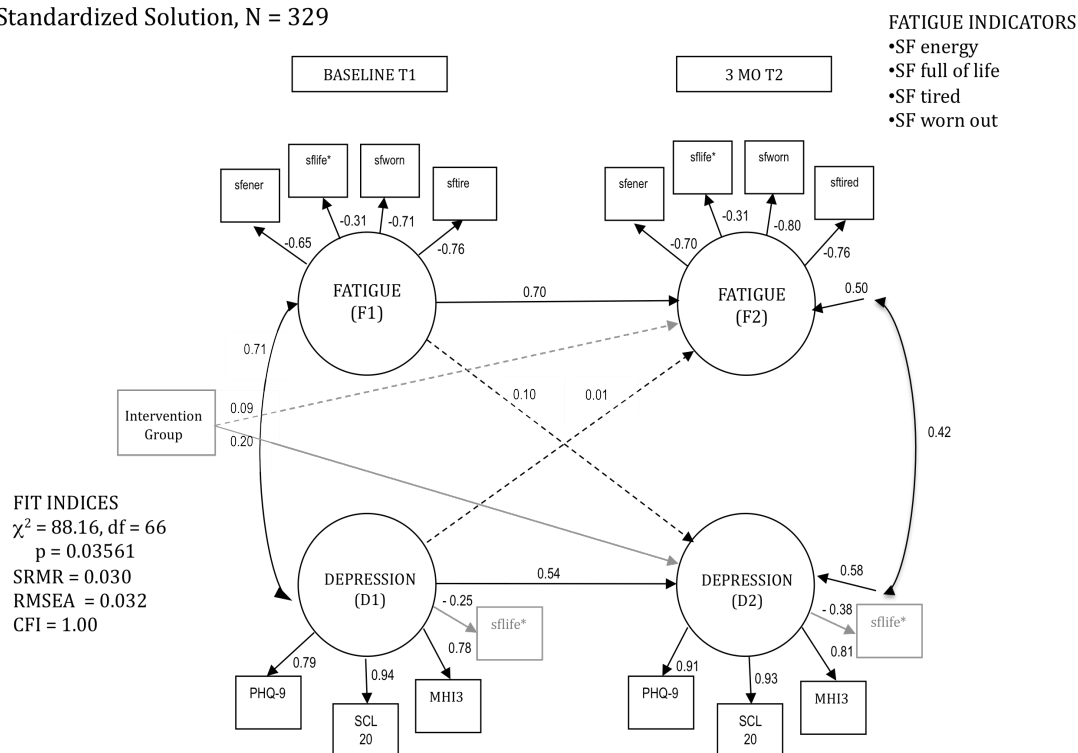 Standardized Solution, N = 329
FATIGUE INDICATORS
•SF energy
•SF full of life
•SF tired
•SF worn out
BASELINE T1
3 MO T2
sfener
sflife*
sfworn
sftire
sfener
sflife*
sfworn
sftired
-0.65
-0.31
-0.71
-0.76
-0.70
-0.31
-0.80
-0.76
FATIGUE
(F1)
0.70
FATIGUE
(F2)
0.50
0.71
0.10
0.01
Intervention
Group
0.09
0.20
0.42
FIT INDICES
χ² = 88.16, df = 66
p = 0.03561
SRMR = 0.030
RMSEA = 0.032
CFI = 1.00
DEPRESSION
(D1)
0.54
DEPRESSION
(D2)
0.58
- 0.25
sflife*
- 0.38
sflife*
0.79
0.94
0.78
0.91
0.93
0.81
PHQ-9
SCL
20
MHI3
PHQ-9
SCL
20
MHI3